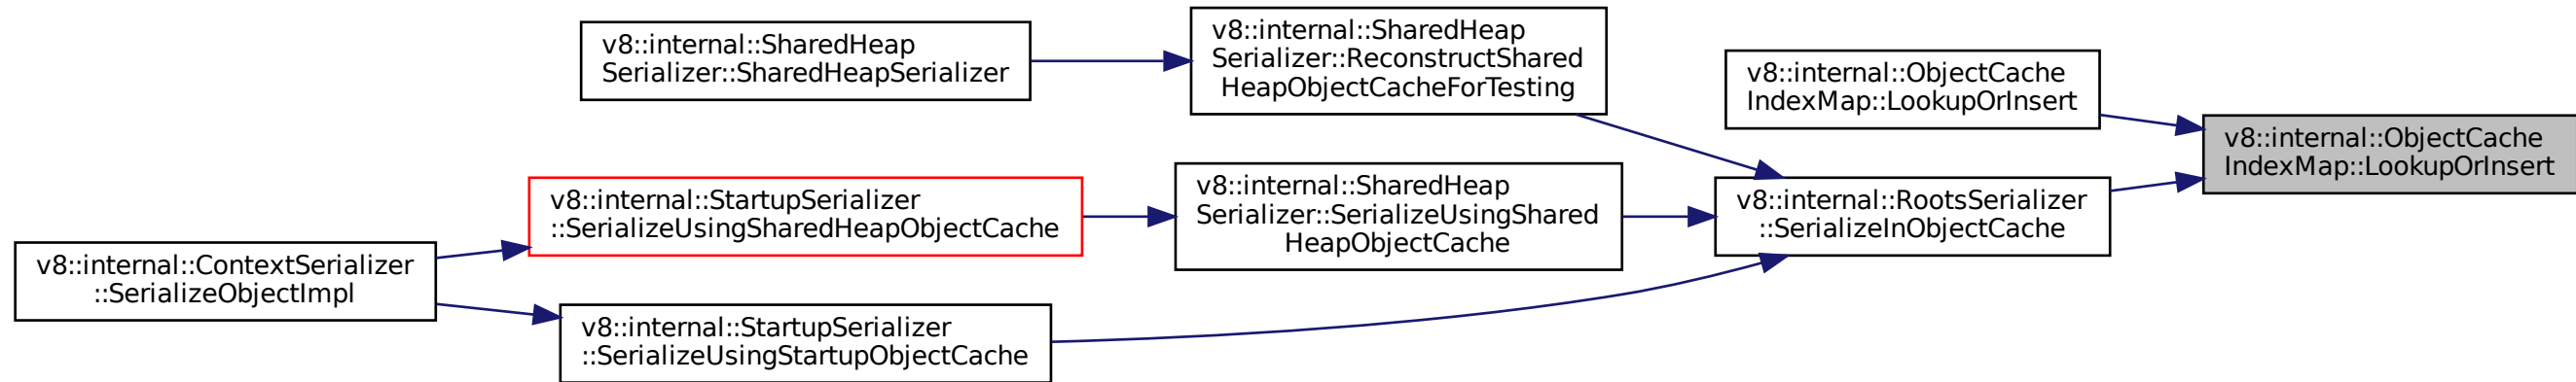 v8::internal::SharedHeap
Serializer::SharedHeapSerializer
v8::internal::SharedHeap
Serializer::ReconstructShared
HeapObjectCacheForTesting
v8::internal::ObjectCache
IndexMap::LookupOrInsert
v8::internal::ObjectCache
IndexMap::LookupOrInsert
v8::internal::StartupSerializer
::SerializeUsingSharedHeapObjectCache
v8::internal::SharedHeap
Serializer::SerializeUsingShared
HeapObjectCache
v8::internal::RootsSerializer
::SerializeInObjectCache
v8::internal::ContextSerializer
::SerializeObjectImpl
v8::internal::StartupSerializer
::SerializeUsingStartupObjectCache